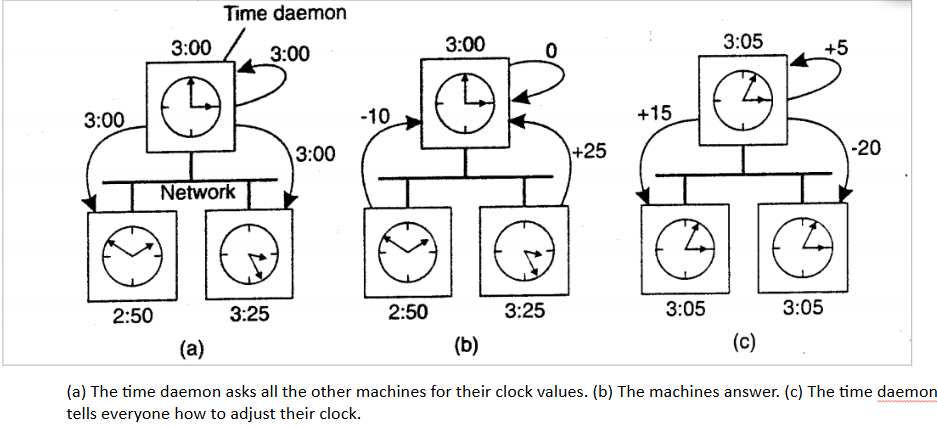 Time daemon
3:00
3:00
3:00
3:00
Network
2:50
3:25
(a)
3:00
0
-10
+25
2:50
3:25
(b)
3:05
+5
+15
-20
3:05
3:05
(c)
(a) The time daemon asks all the other machines for their clock values. (b) The machines answer. (c) The time daemon
tells everyone how to adjust their clock.